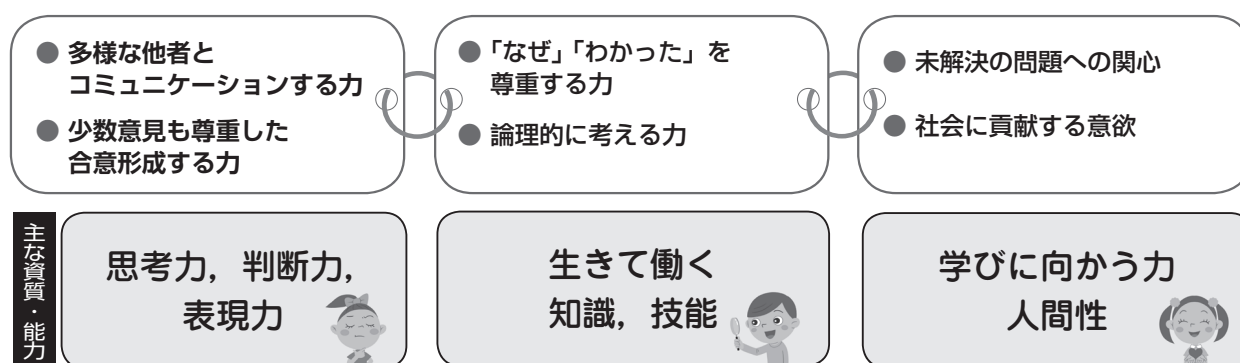 ● 多様な他者と
コミュニケーションする力
● 少数意見も尊重した
合意形成する力
● 「なぜ」「わかった」を
尊重する力
● 論理的に考える力
● 未解決の問題への関心
● 社会に貢献する意欲
主な資質・能力
思考力，判断力，
表現力
生きて働く
知識，技能
学びに向かう力
人間性